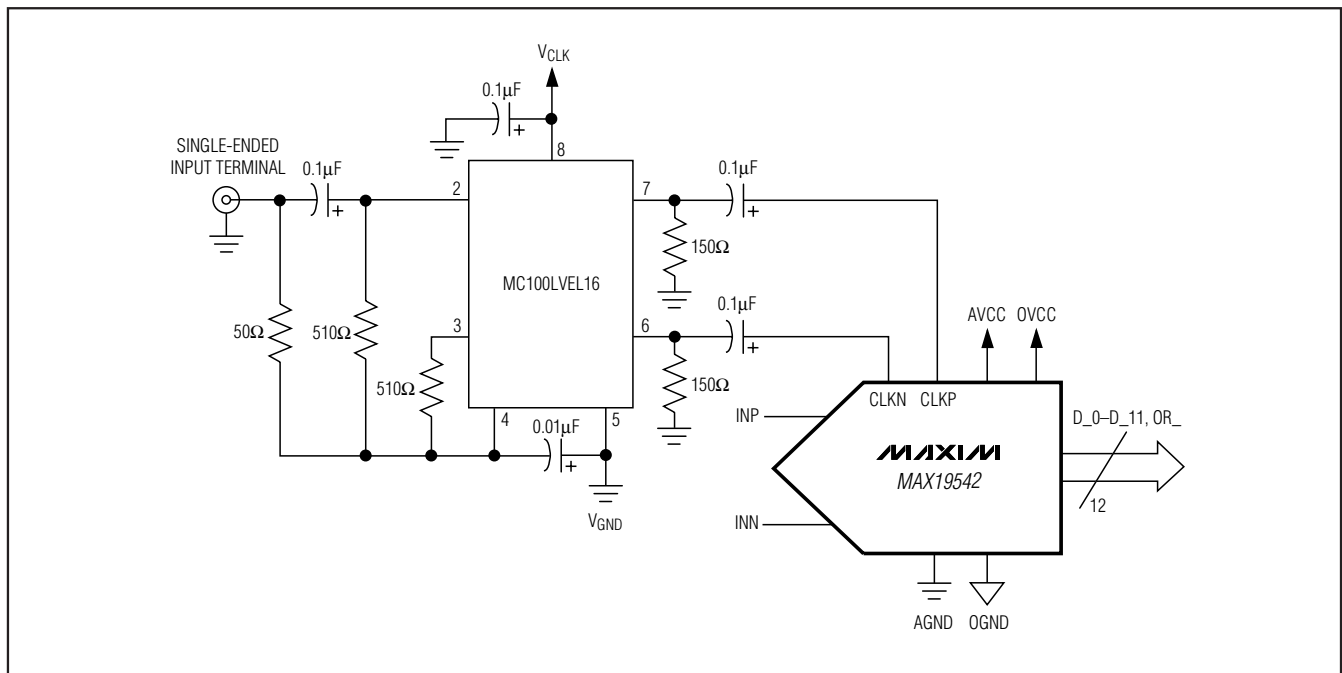 VCLK
0.1μF
SINGLE-ENDED
INPUT TERMINAL
0.1μF
8
2
7
0.1μF
150Ω
MC100LVEL16
0.1μF
50Ω
510Ω
3
6
510Ω
150Ω
AVCC OVCC
4
0.01μF
5
CLKN CLKP
INP
D_0–D_11, OR_
MAXIM
MAX19542
12
VGND
INN
AGND OGND
+
+
+
+
+